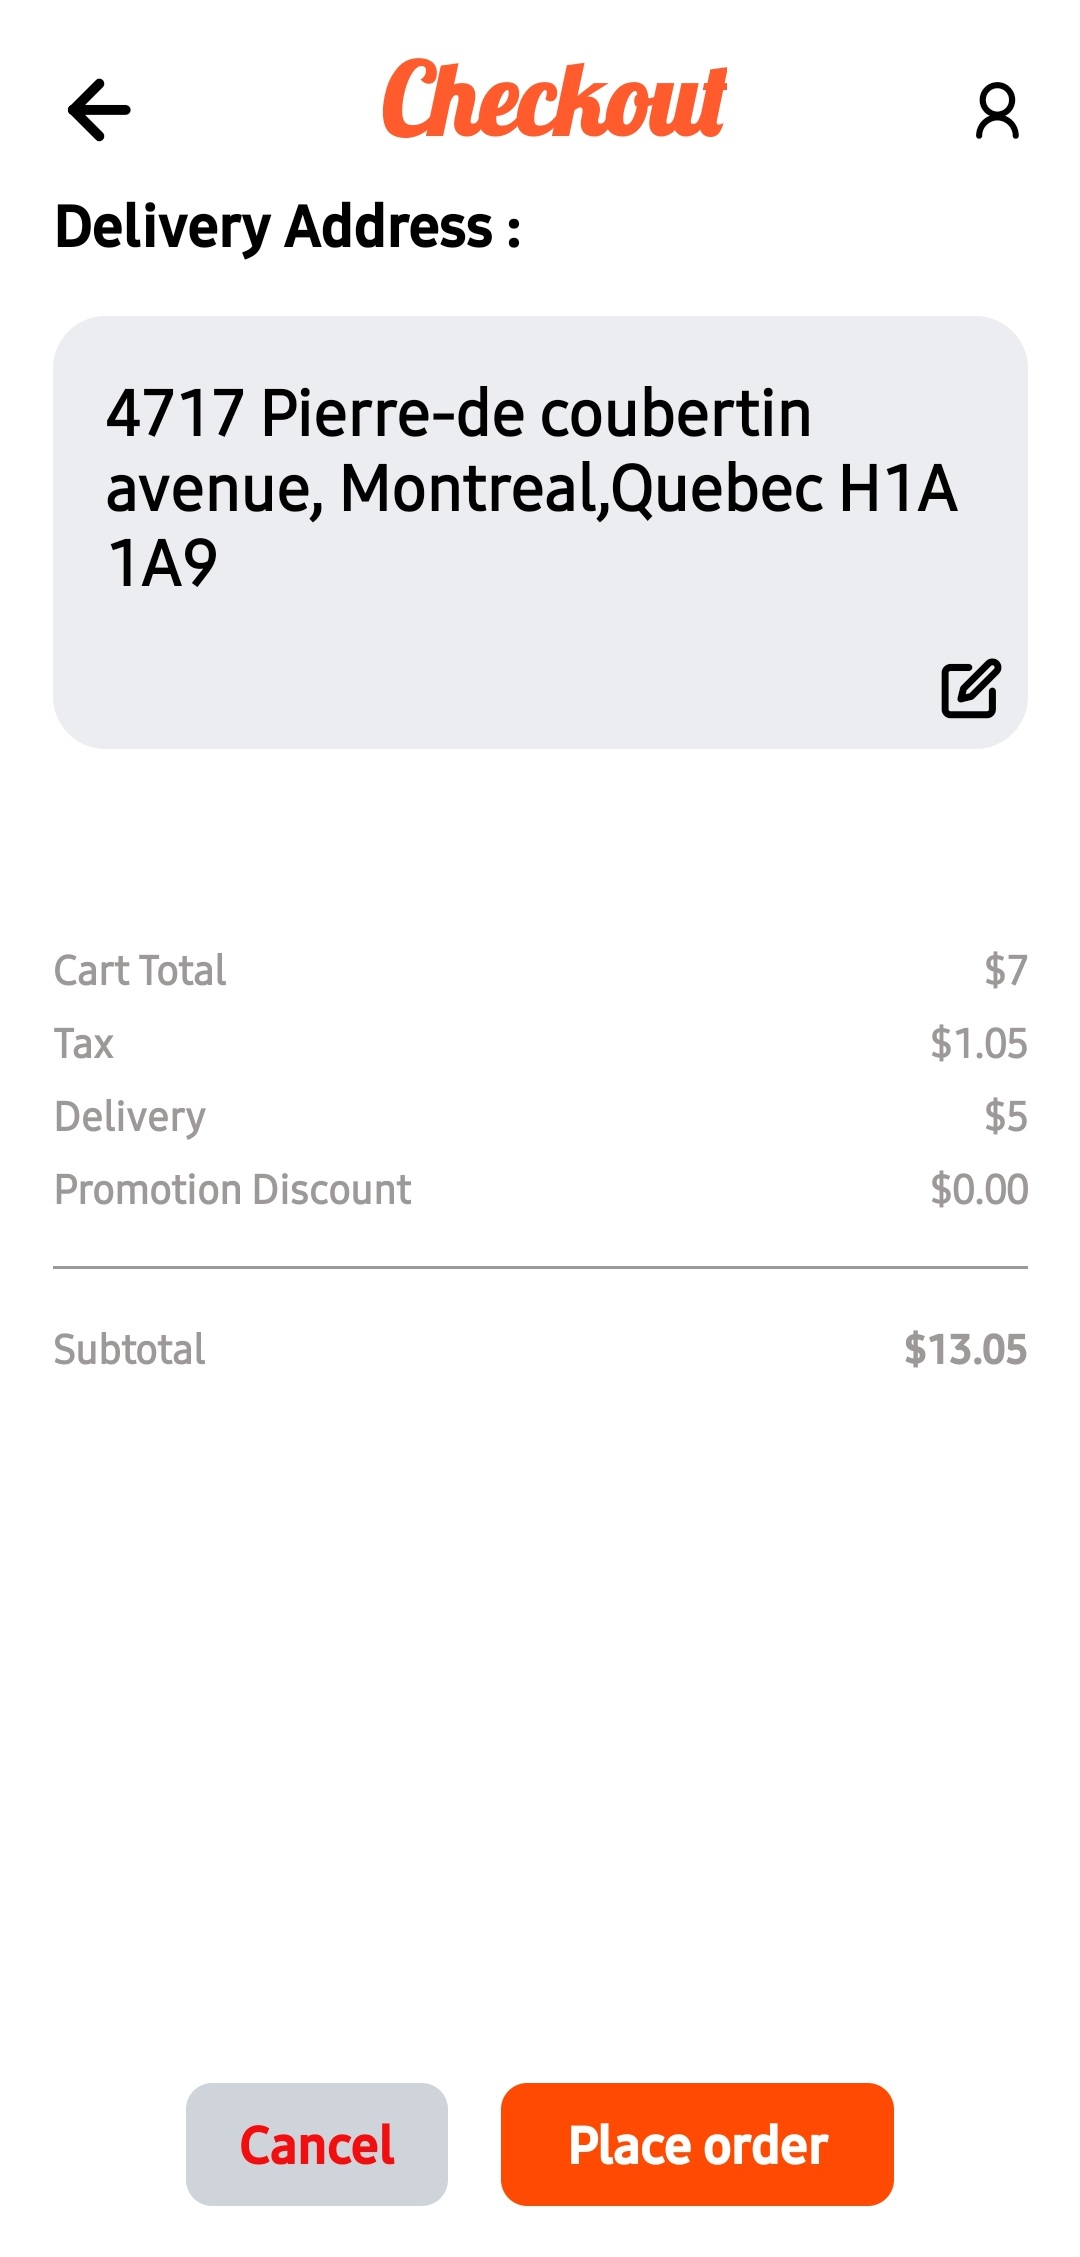 Checkout
Delivery Address :
4717 Pierre-de coubertin
avenue, Montreal,Quebec H1A
1A9
Cart Total $7
Tax $1.05
Delivery $5
Promotion Discount $0.00
Subtotal $13.05
Cancel Place order